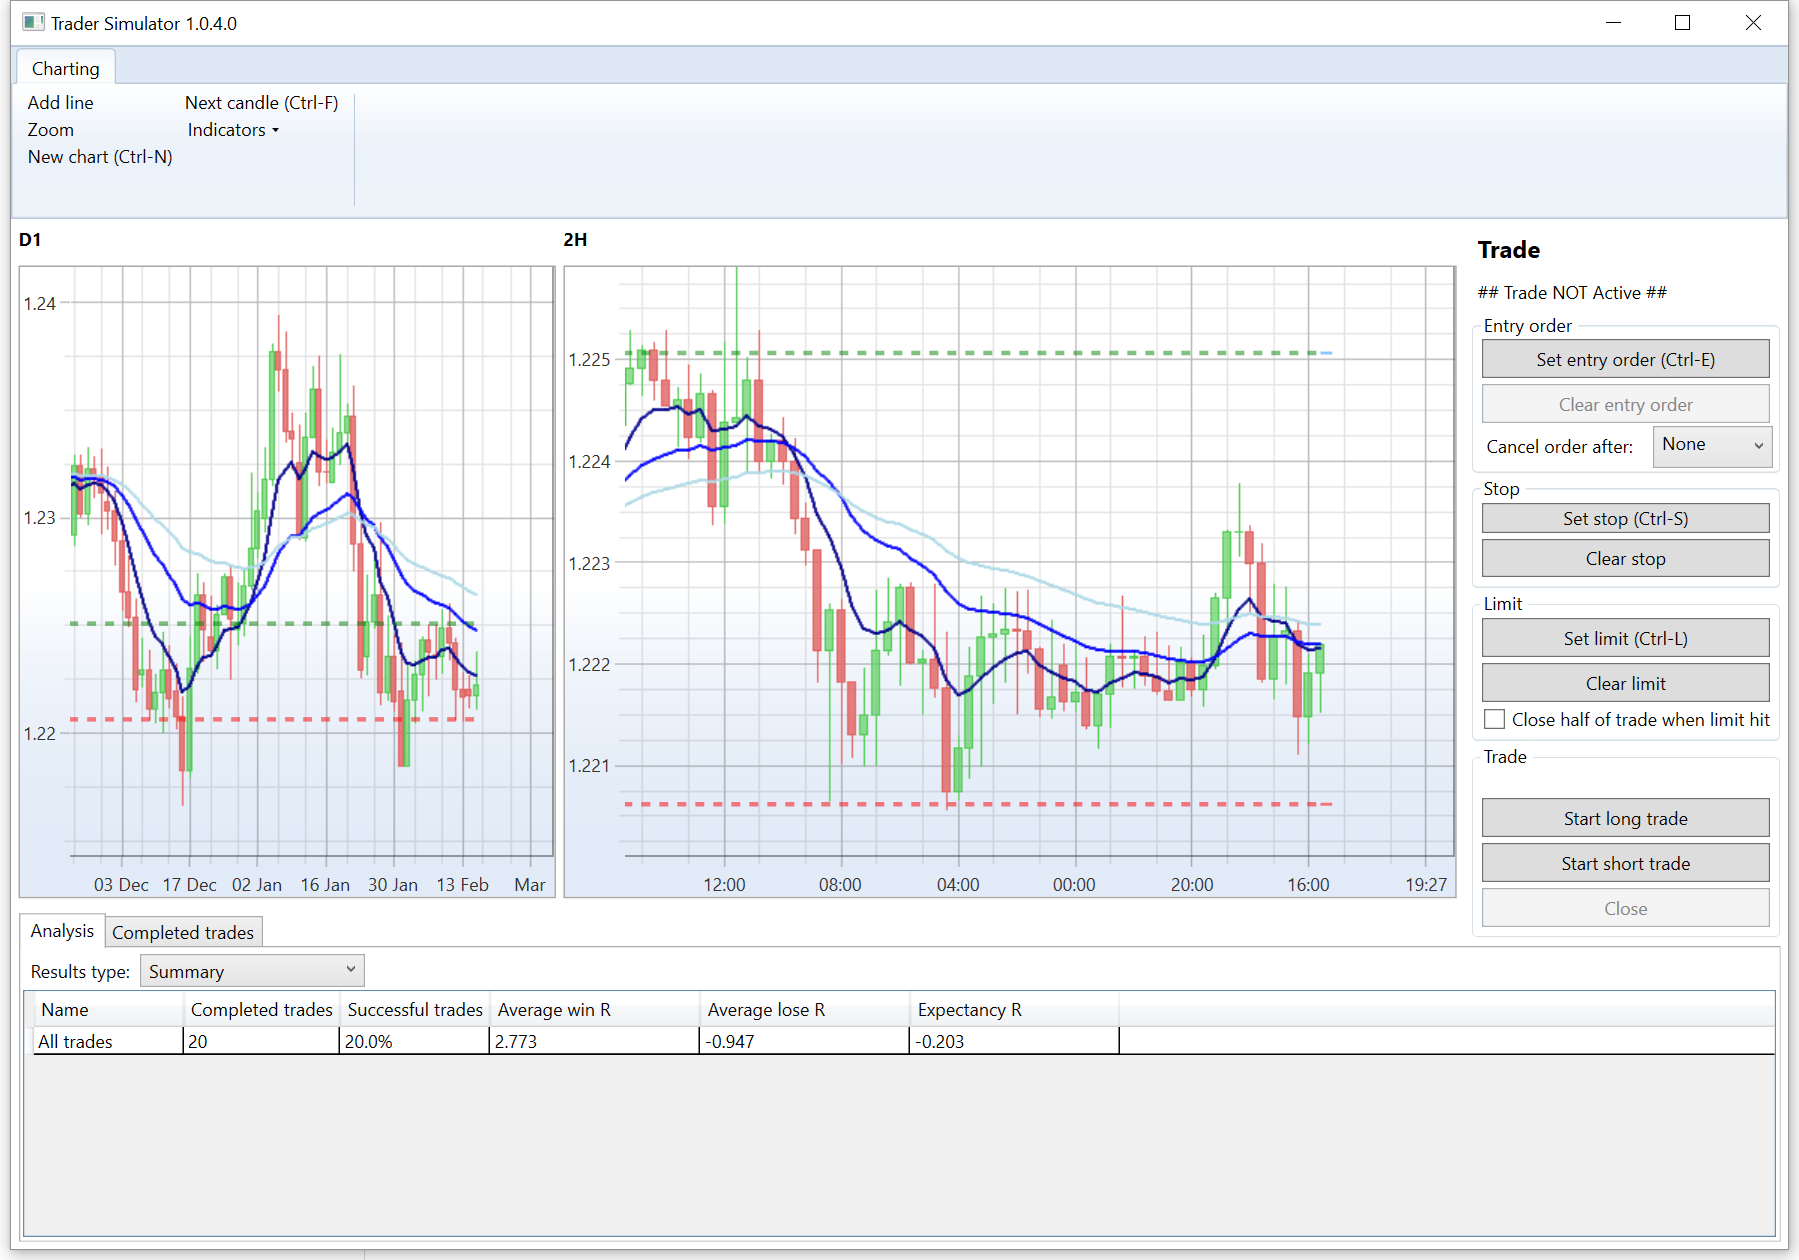 Trader Simulator 1.0.4.0
Charting
Add line
Next candle (Ctrl-F)
Zoom
Indicators
New chart (Ctrl-N)
D1
1.24
1.23
1.22
03 Dec 17 Dec 02 Jan 16 Jan 30 Jan 13 Feb Mar
2H
1.225
1.224
1.223
1.222
1.221
12:00 08:00 04:00 00:00 20:00 16:00 19:27
Trade
## Trade NOT Active ##
Entry order
Set entry order (Ctrl-E)
Clear entry order
Cancel order after: None
Stop
Set stop (Ctrl-S)
Clear stop
Limit
Set limit (Ctrl-L)
Clear limit
Close half of trade when limit hit
Trade
Start long trade
Start short trade
Close
Analysis Completed trades
Results type: Summary
Name Completed trades Successful trades Average win R Average lose R Expectancy R
All trades 20 20.0% 2.773 -0.947 -0.203